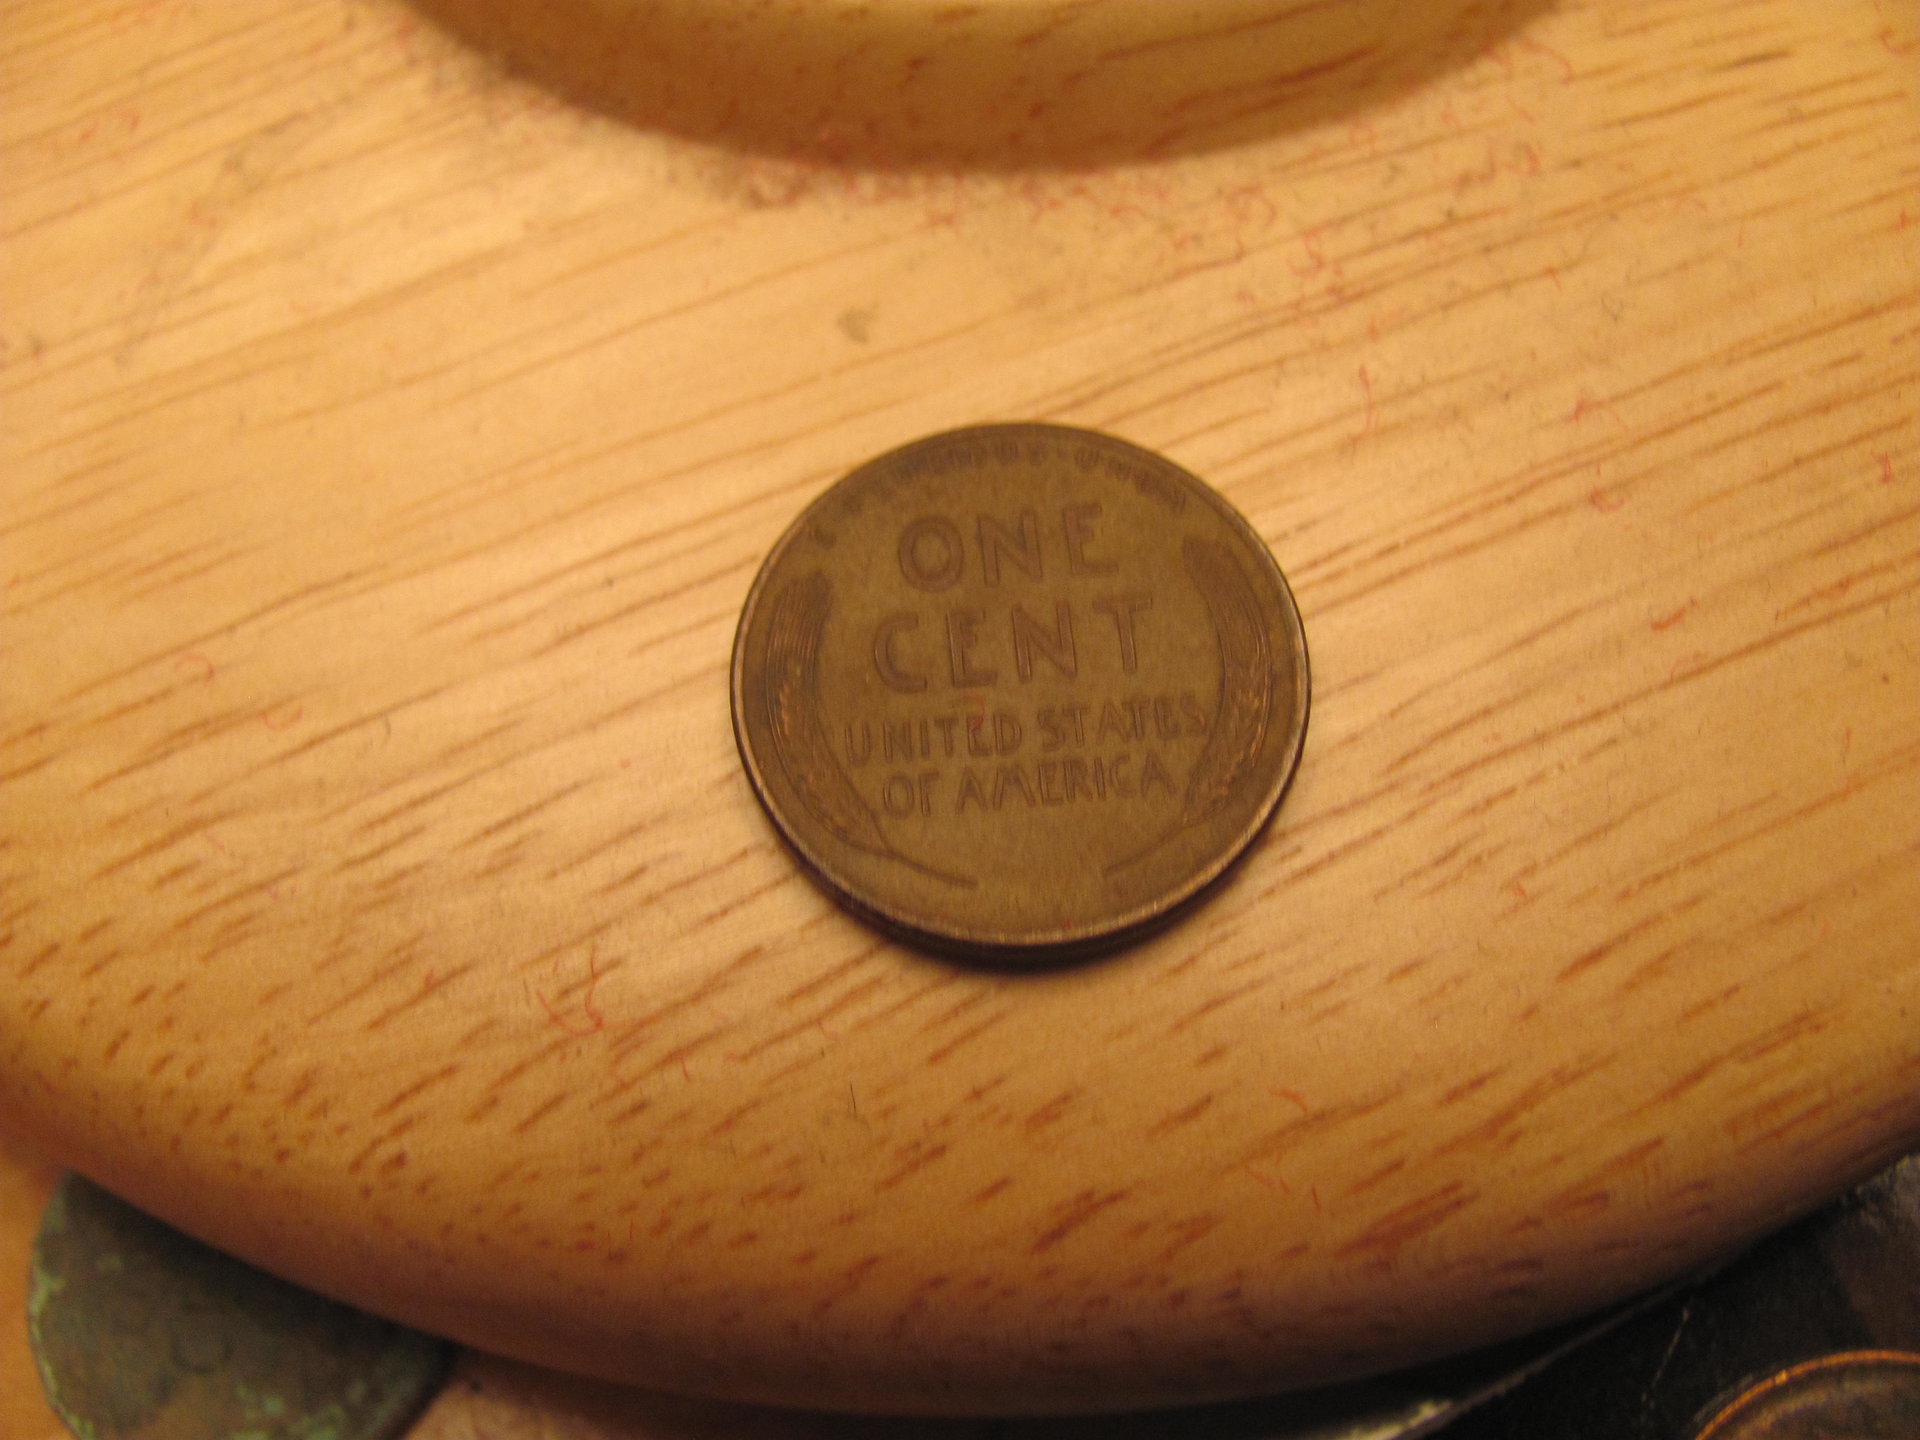 ONE
CENT
UNITED STATES
OF AMERICA